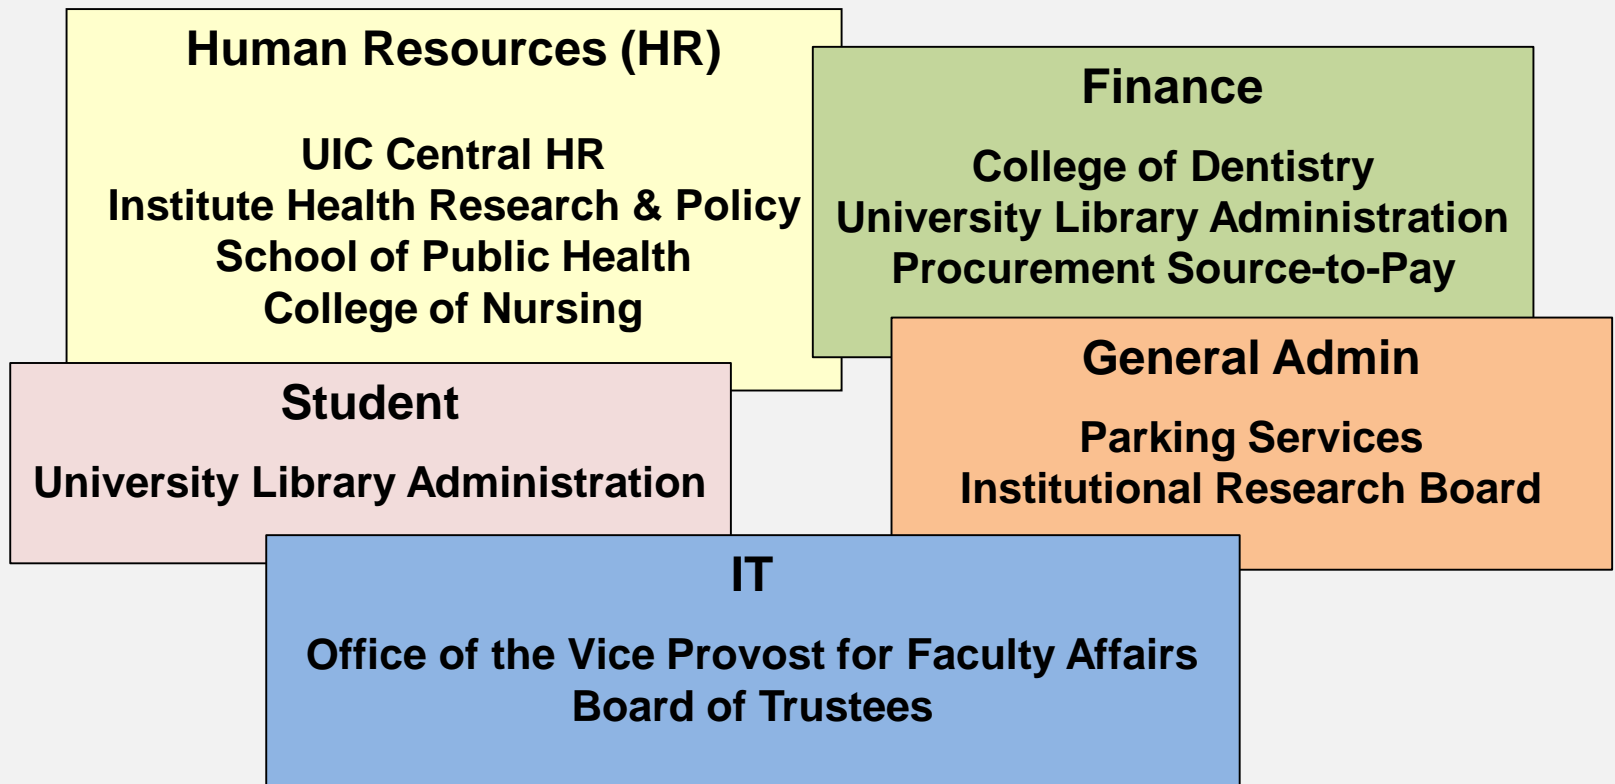 Human Resources (HR)
UIC Central HR
Institute Health Research & Policy
School of Public Health
College of Nursing
Finance
College of Dentistry
University Library Administration
Procurement Source-to-Pay
Student
University Library Administration
General Admin
Parking Services
Institutional Research Board
IT
Office of the Vice Provost for Faculty Affairs
Board of Trustees